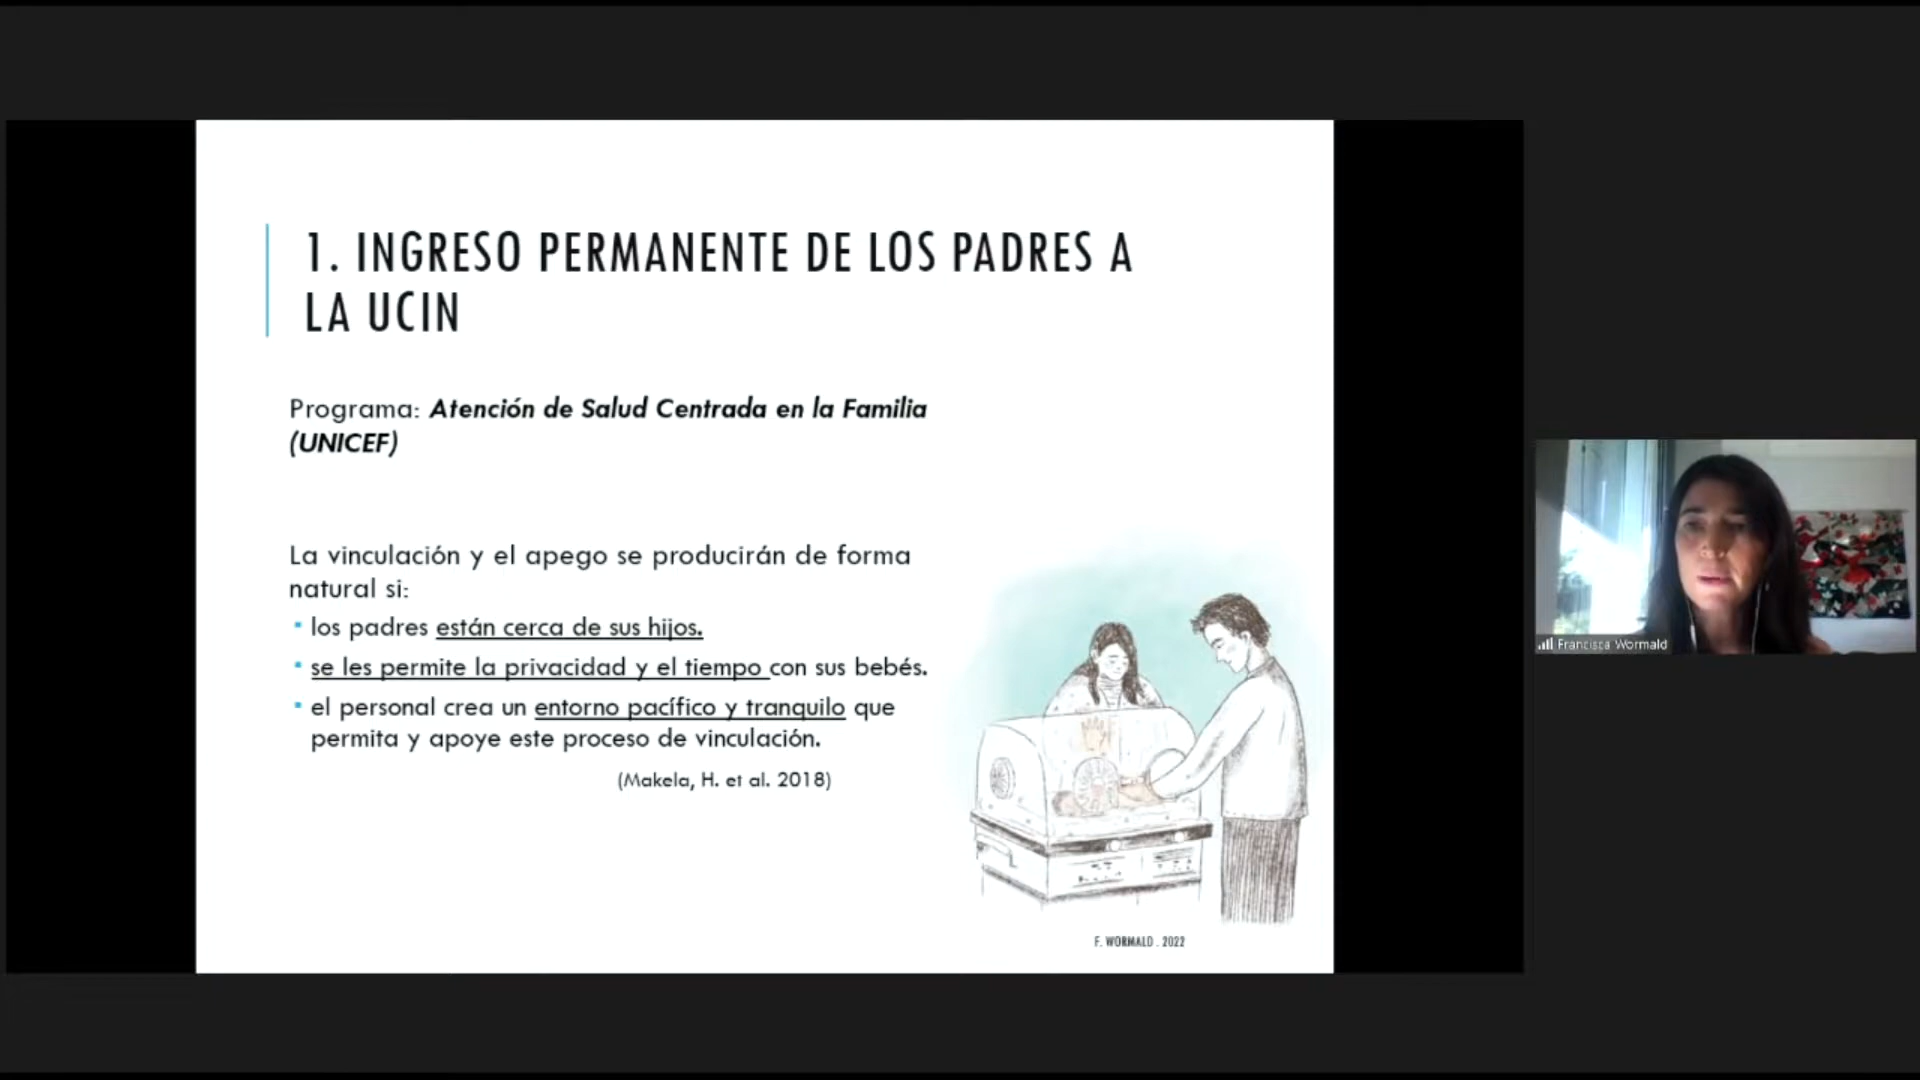 1. INGRESO PERMANENTE DE LOS PADRES A
LA UCIN
Programa: Atención de Salud Centrada en la Familia
(UNICEF)
La vinculación y el apego se producirán de forma
natural si:
▪ los padres están cerca de sus hijos.
▪ se les permite la privacidad y el tiempo con sus bebés.
▪ el personal crea un entorno pacífico y tranquilo que
permita y apoye este proceso de vinculación.
(Makela, H. et al. 2018)
F. WORMALD . 2022
Francisca Wormald